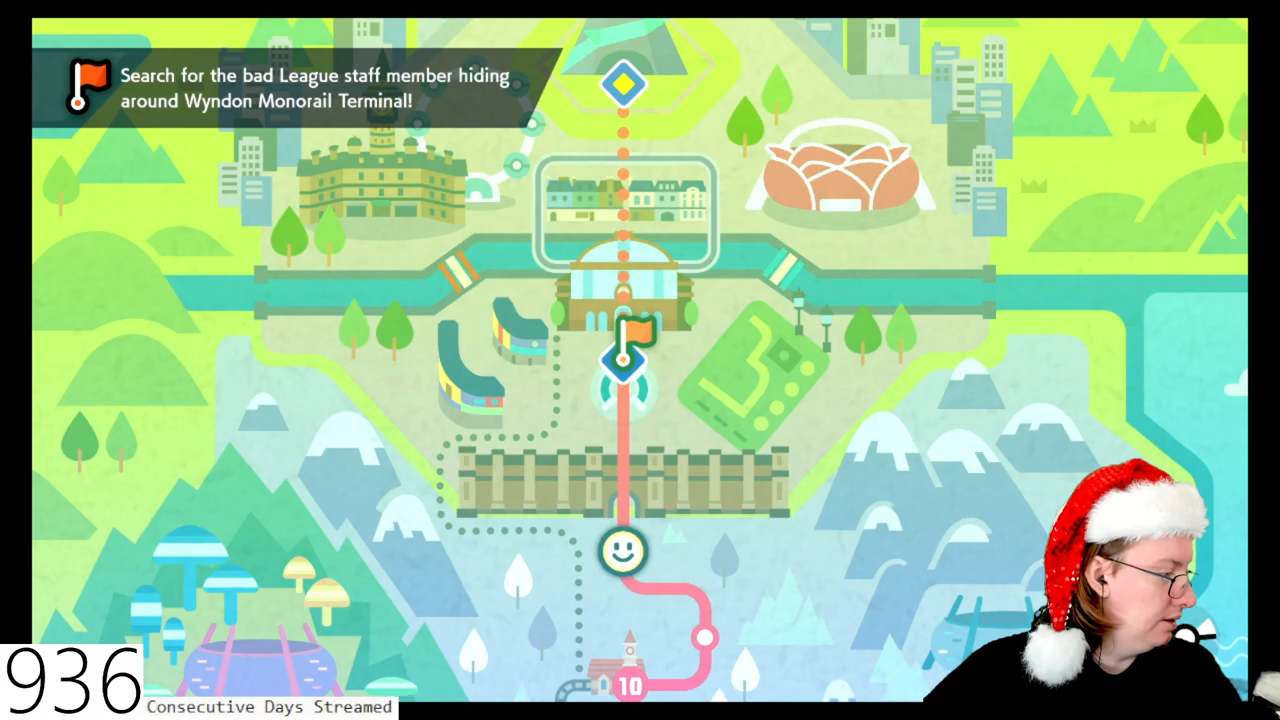 Search for the bad League staff member hiding
around Wyndon Monorail Terminal!
10
936
Consecutive Days Streamed